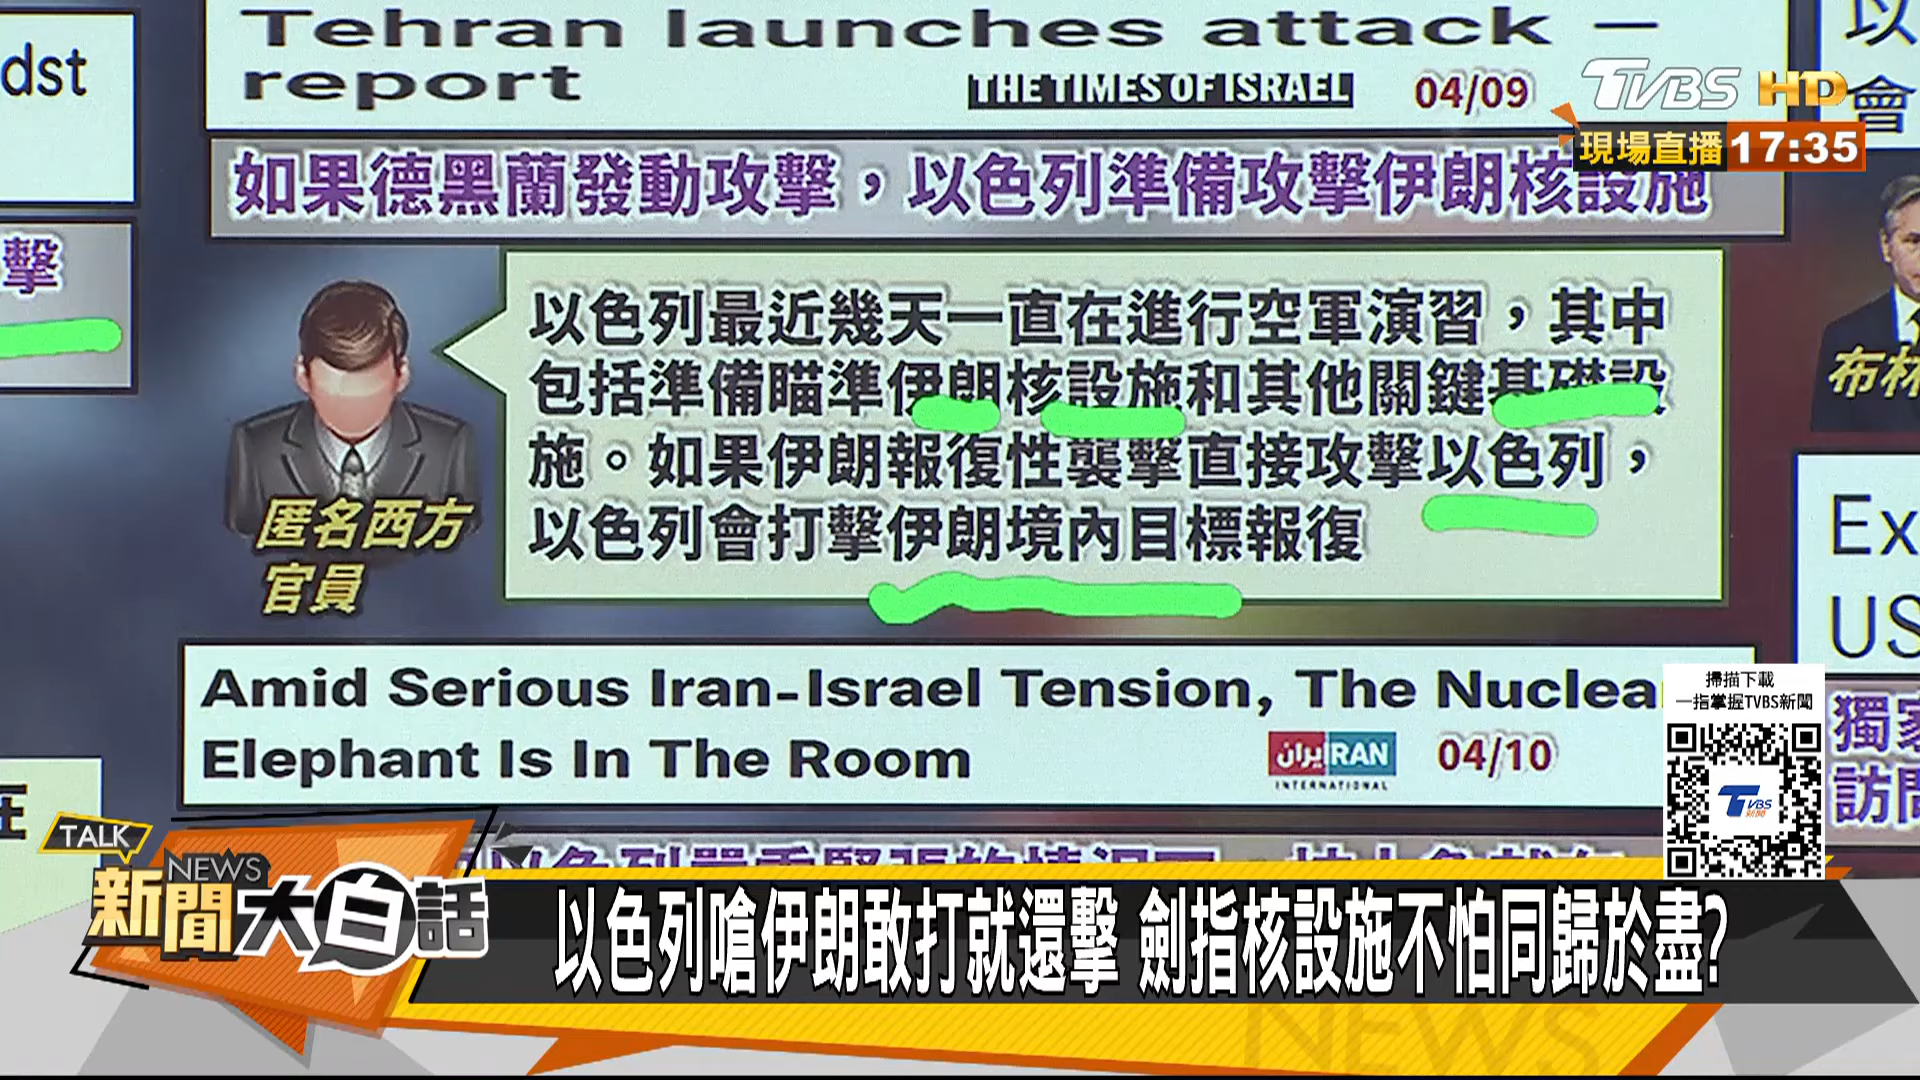 Tehran launches attack —
report
THE TIMES OF ISRAEL
04/09
TVBS HD
現場直播 17:35
dst
以
會
如果德黑蘭發動攻擊，以色列準備攻擊伊朗核設施
擊
以色列最近幾天一直在進行空軍演習，其中
包括準備瞄準伊朗核設施和其他關鍵基礎設
施。如果伊朗報復性襲擊直接攻擊以色列，
以色列會打擊伊朗境內目標報復
匿名西方
官員
布林
Ex
US
Amid Serious Iran-Israel Tension, The Nuclear
Elephant Is In The Room
ایران IRAN
INTERNATIONAL
04/10
掃描下載
一指掌握TVBS新聞
TVBS
新聞
獨家
訪問
在
TALK
NEWS
新聞大白話
以色列嗆伊朗敢打就還擊 劍指核設施不怕同歸於盡?
NEWS